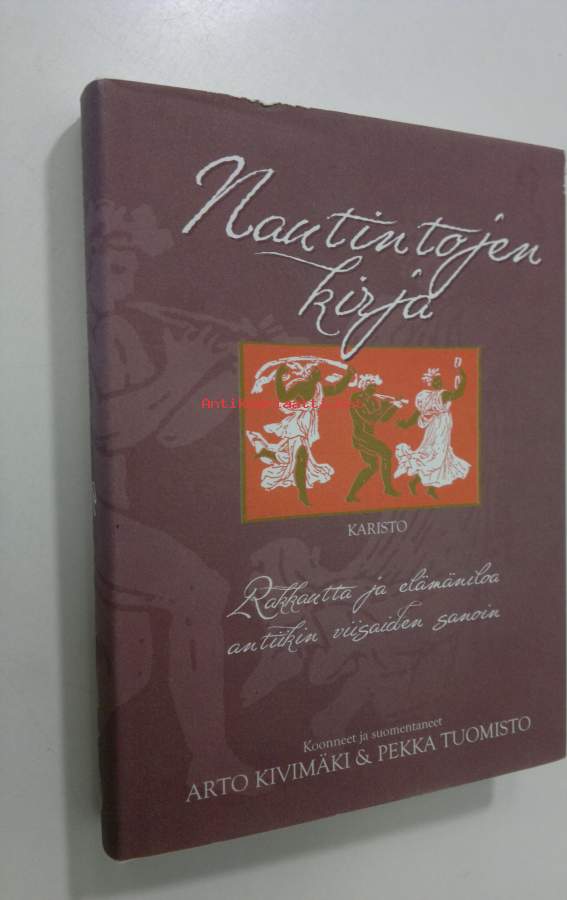 Nautintojen
kirja
KARISTO
Rakkautta ja elämäniloa
antiikin viisaiden sanoin
Koonneet ja suomentaneet
ARTO KIVIMÄKI & PEKKA TUOMISTO